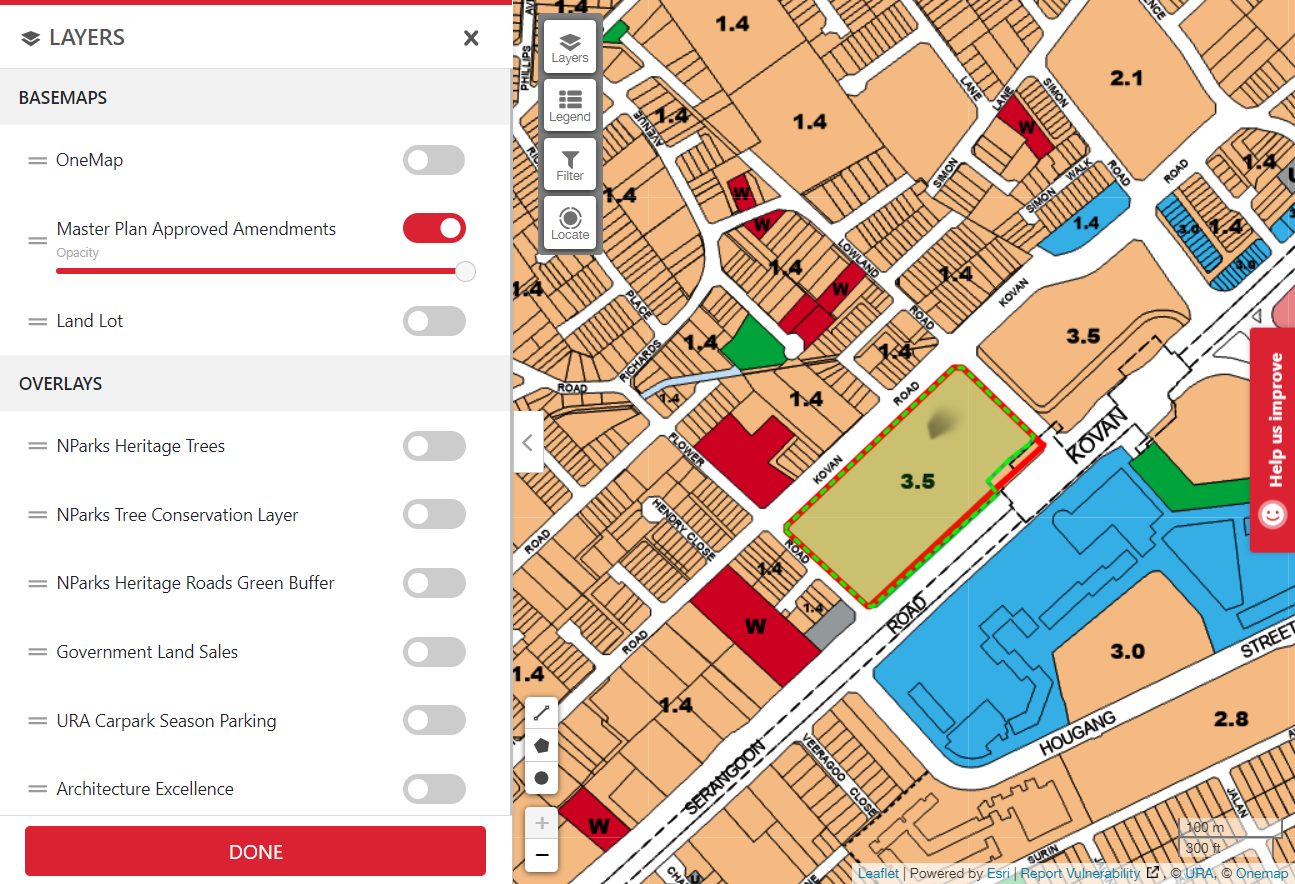 LAYERS
BASEMAPS
OneMap
Master Plan Approved Amendments
Opacity
Land Lot
OVERLAYS
NParks Heritage Trees
NParks Tree Conservation Layer
NParks Heritage Roads Green Buffer
Government Land Sales
URA Carpark Season Parking
Architecture Excellence
DONE
Layers
Legend
Filter
Locate
1.4
1.4
PHILLIPS
2.1
1.4
1.4
AVENUE
LANE
LANE
SIMON
W
1.4
SIMON
SIMON
WALK
ROAD
ROAD
W
1.4
W
1.4
3.0
1.4
3.0
LOWLAND
1.4
1.4
KOVAN
1.4
W
PLACE
ROAD
3.5
1.4
1.4
RICHARDS
ROAD
1.4
1.4
ROAD
KOVAN
FLOWER
KOVAN
3.5
HENDRY CLOSE
ROAD
ROAD
1.4
1.4
ROAD
W
ROAD
3.0
STREET
1.4
1.4
HOUGANG
2.8
SERANGOON
VEERAGOO CLOSE
JALAN
W
SURIN
Help us improve
+
−
100 m
300 ft
Leaflet | Powered by Esri | Report Vulnerability , © URA, © Onemap